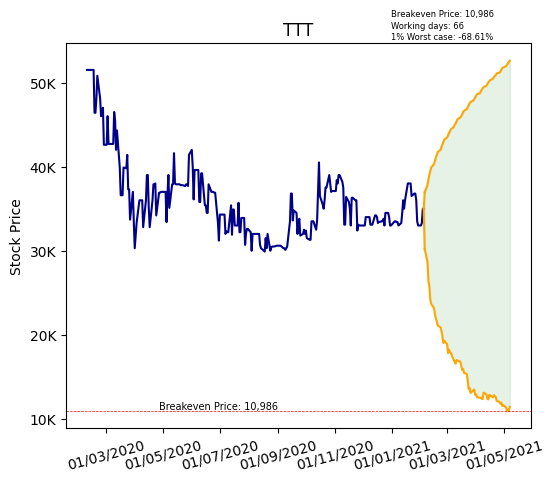 Breakeven Price: 10,986
Working days: 66
1% Worst case: -68.61%
TTT
Stock Price
50K
40K
30K
20K
10K
Breakeven Price: 10,986
01/03/2020
01/05/2020
01/07/2020
01/09/2020
01/11/2020
01/01/2021
01/03/2021
01/05/2021